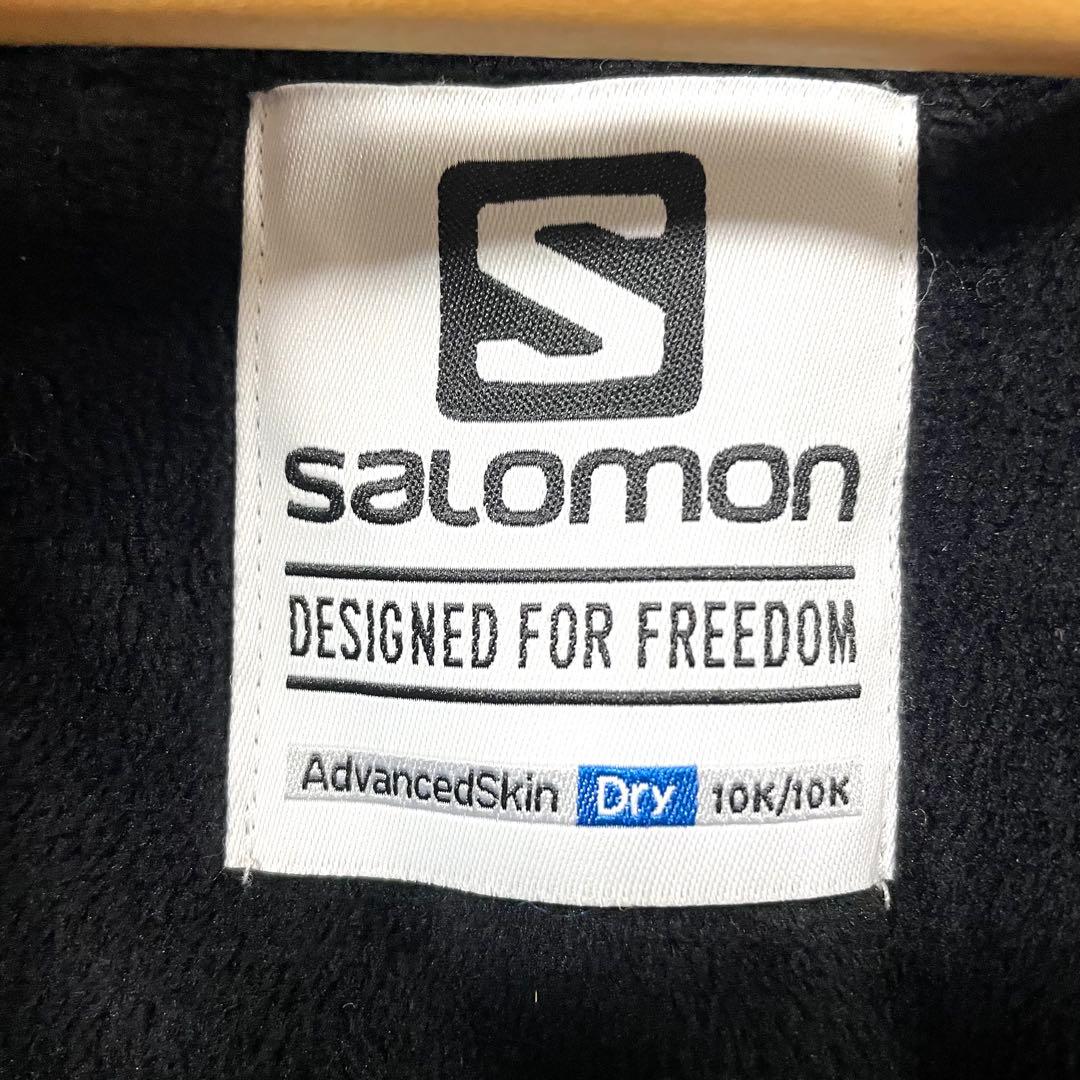 S
salomon
DESIGNED FOR FREEDOM
AdvancedSkin Dry 10K/10K